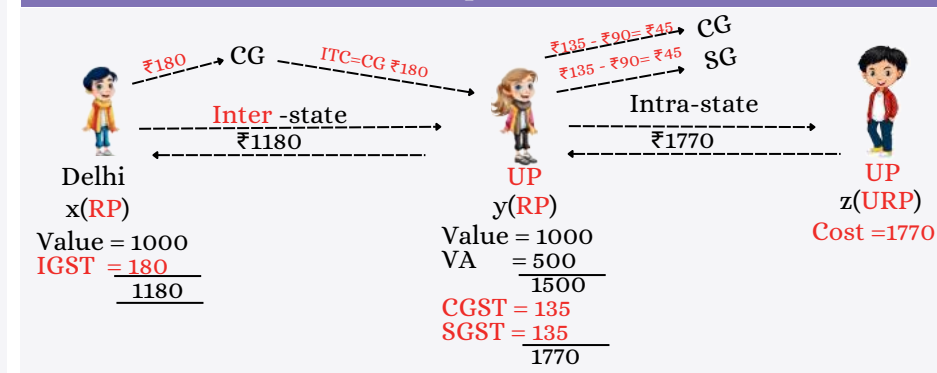 ₹180
CG
ITC=CG ₹180
₹135 - ₹90= ₹45
CG
₹135 - ₹90= ₹45
SG
Inter -state
₹1180
Intra-state
₹1770
Delhi
x(RP)
Value = 1000
IGST = 180
1180
UP
y(RP)
Value = 1000
VA = 500
1500
CGST = 135
SGST = 135
1770
UP
z(URP)
Cost =1770